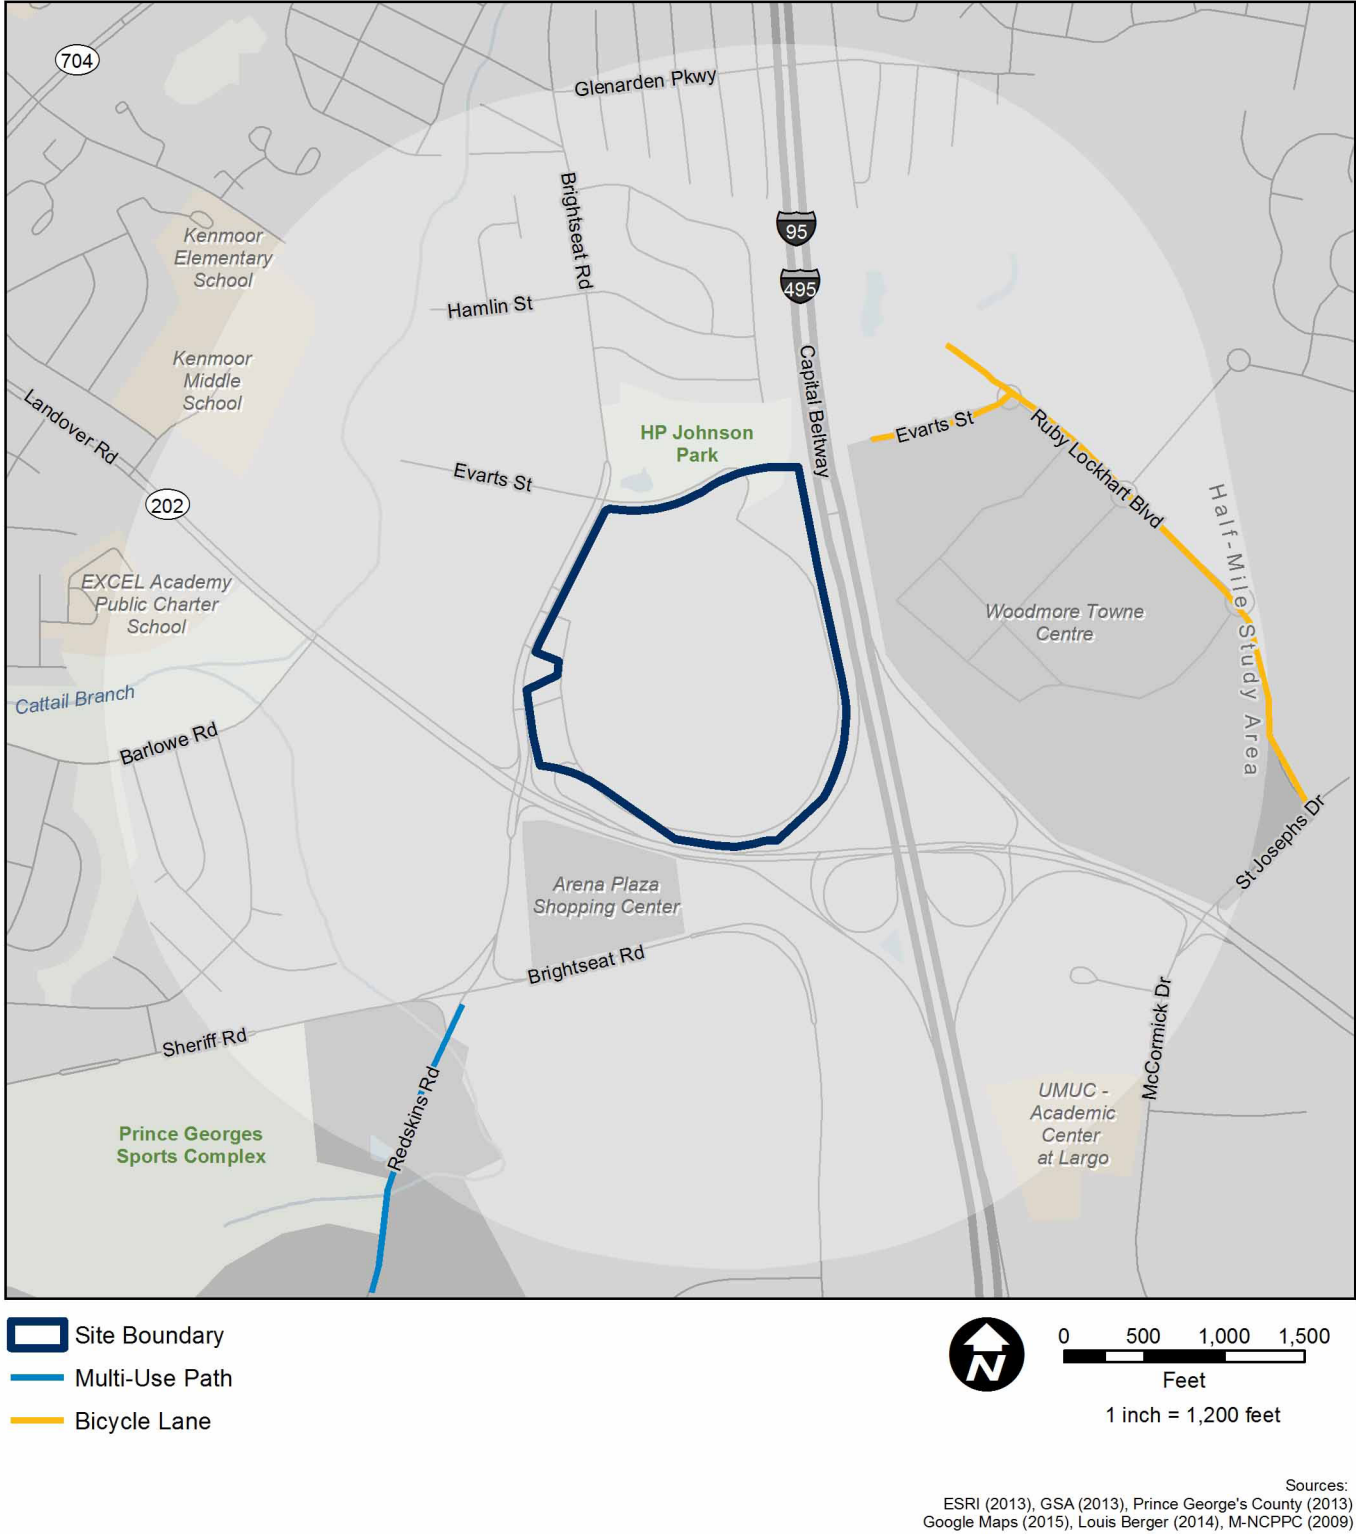 704
Glenarden Pkwy
Brightseat Rd
95
495
Kenmoor
Elementary
School
Hamlin St
Kenmoor
Middle
School
Capital Beltway
Landover Rd
HP Johnson
Park
Evarts St
Ruby Lockhart Blvd
Evarts St
202
Half-Mile Study Area
EXCEL Academy
Public Charter
School
Woodmore Towne
Centre
Cattail Branch
Barlowe Rd
St Josephs Dr
Arena Plaza
Shopping Center
Brightseat Rd
McCormick Dr
Sheriff Rd
Redskins Rd
UMUC -
Academic
Center
at Largo
Prince Georges
Sports Complex
Site Boundary
Multi-Use Path
Bicycle Lane
N
0 500 1,000 1,500
Feet
1 inch = 1,200 feet
Sources:
ESRI (2013), GSA (2013), Prince George's County (2013)
Google Maps (2015), Louis Berger (2014), M-NCPPC (2009)